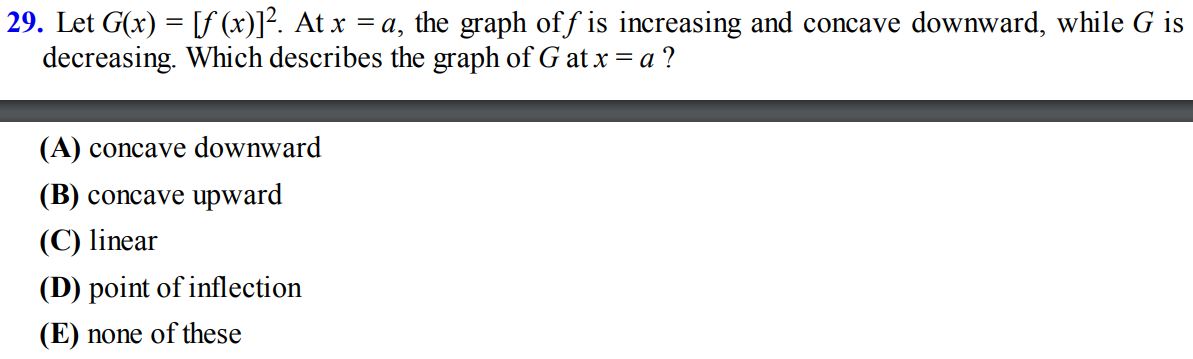 29. Let G(x) = [f (x)]². At x = a, the graph of f is increasing and concave downward, while G is
decreasing. Which describes the graph of G at x = a ?
(A) concave downward
(B) concave upward
(C) linear
(D) point of inflection
(E) none of these